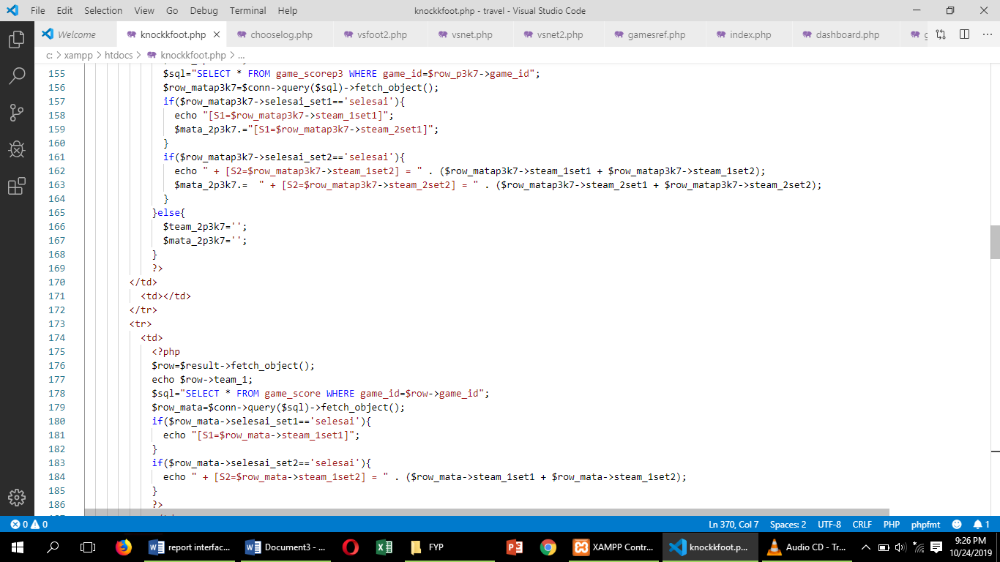 File Edit Selection View Go Debug Terminal Help knockkfoot.php - travel - Visual Studio Code
Welcome knockkfoot.php chooselog.php vsfoot2.php vsnet.php vsnet2.php gamesref.php index.php dashboard.php
c: > xampp > htdocs > knockkfoot.php > ...
155 $sql="SELECT * FROM game_scorep3 WHERE game_id=$row_p3k7->game_id";
156 $row_matap3k7=$conn->query($sql)->fetch_object();
157 if($row_matap3k7->selesai_set1=='selesai'){
158 echo "[S1=$row_matap3k7->steam_1set1]";
159 $mata_2p3k7.="[S1=$row_matap3k7->steam_2set1]";
160 }
161 if($row_matap3k7->selesai_set2=='selesai'){
162 echo " + [S2=$row_matap3k7->steam_1set2] = " . ($row_matap3k7->steam_1set1 + $row_matap3k7->steam_1set2);
163 $mata_2p3k7.= " + [S2=$row_matap3k7->steam_2set2] = " . ($row_matap3k7->steam_2set1 + $row_matap3k7->steam_2set2);
164 }
165 }else{
166 $team_2p3k7='';
167 $mata_2p3k7='';
168 }
169 ?>
170 </td>
171 <td></td>
172 </tr>
173 <tr>
174 <td>
175 <?php
176 $row=$result->fetch_object();
177 echo $row->team_1;
178 $sql="SELECT * FROM game_score WHERE game_id=$row->game_id";
179 $row_mata=$conn->query($sql)->fetch_object();
180 if($row_mata->selesai_set1=='selesai'){
181 echo "[S1=$row_mata->steam_1set1]";
182 }
183 if($row_mata->selesai_set2=='selesai'){
184 echo " + [S2=$row_mata->steam_1set2] = " . ($row_mata->steam_1set1 + $row_mata->steam_1set2);
185 }
186 ?>
0 0 Ln 370, Col 7 Spaces: 2 UTF-8 CRLF PHP phpfmt 1
report interfac... Document3 - ... FYP XAMPP Contr... knockkfoot.p... Audio CD - Tr... 9:26 PM
10/24/2019